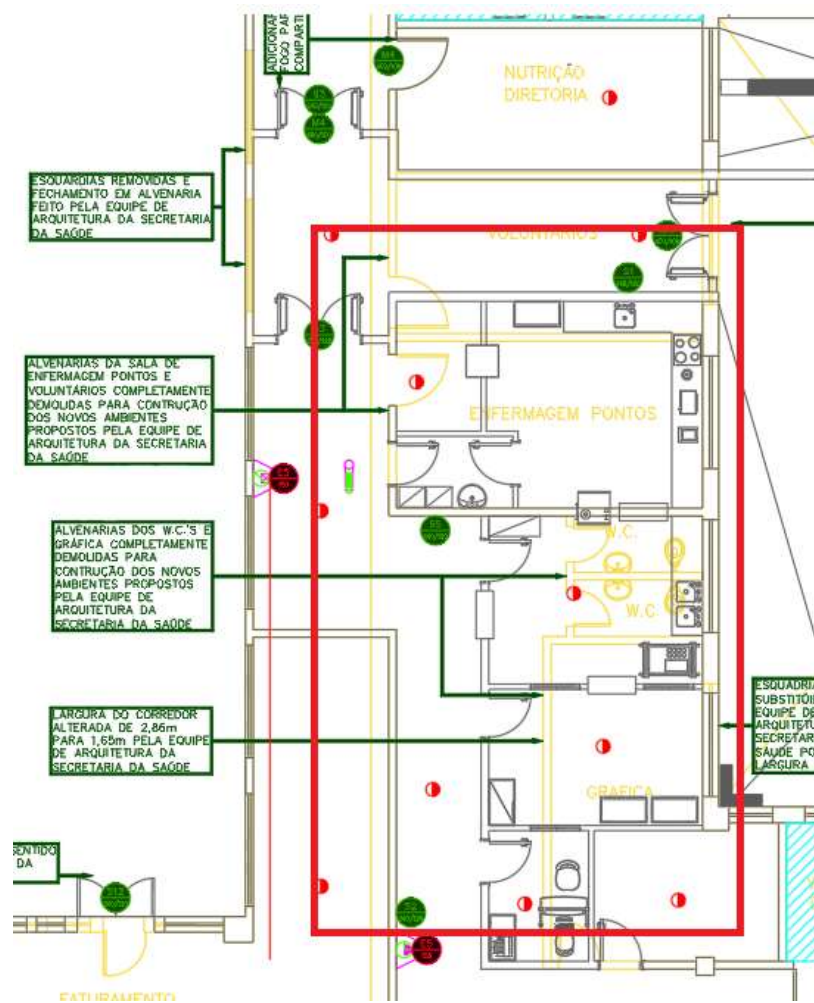 ADICIONAR
FOGO PAR
COMPARTI
NUTRIÇÃO
DIRETORIA
ESQUARDIAS REMOVIDAS E
FECHAMENTO EM ALVENARIA
FEITO PELA EQUIPE DE
ARQUITETURA DA SECRETARIA
DA SAÚDE
VOLUNTÁRIOS
ALVENARIAS DA SALA DE
ENFERMAGEM PONTOS E
VOLUNTÁRIOS COMPLETAMENTE
DEMOLIDAS PARA CONTRUÇÃO
DOS NOVOS AMBIENTES
PROPOSTOS PELA EQUIPE DE
ARQUITETURA DA SECRETARIA
DA SAÚDE
ENFERMAGEM PONTOS
ALVENARIAS DOS W.C.'S E
GRÁFICA COMPLETAMENTE
DEMOLIDAS PARA
CONTRUÇÃO DOS NOVOS
AMBIENTES PROPOSTOS
PELA EQUIPE DE
ARQUITETURA DA
SECRETARIA DA SAÚDE
W.C.
W.C.
LARGURA DO CORREDOR
ALTERADA DE 2,86m
PARA 1,65m PELA EQUIPE
DE ARQUITETURA DA
SECRETARIA DA SAÚDE
ESQUADRIA
SUBSTITUÍ
EQUIPE DE
ARQUITETU
SECRETAR
SAÚDE PO
LARGURA
GRÁFICA
SENTIDO
DA
FATURAMENTO